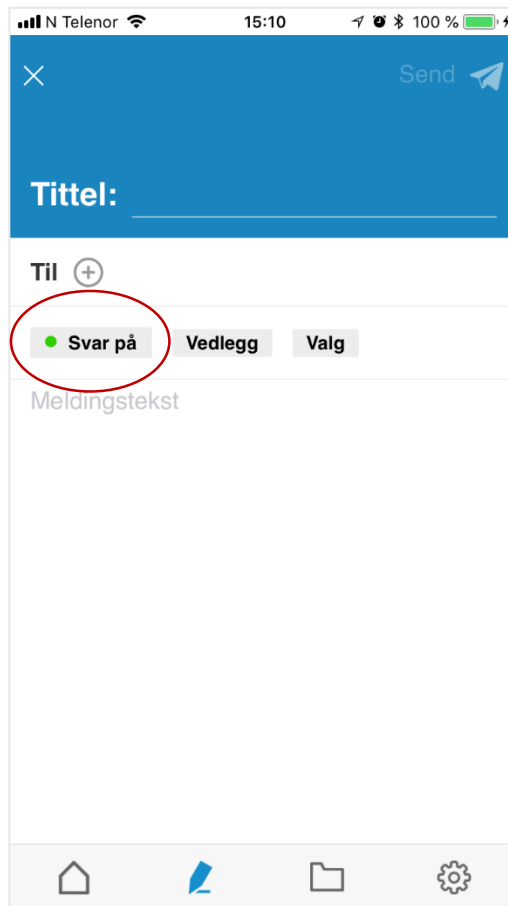 N Telenor 15:10 100 %
Send
Tittel:
Til
Svar på Vedlegg Valg
Meldingstekst